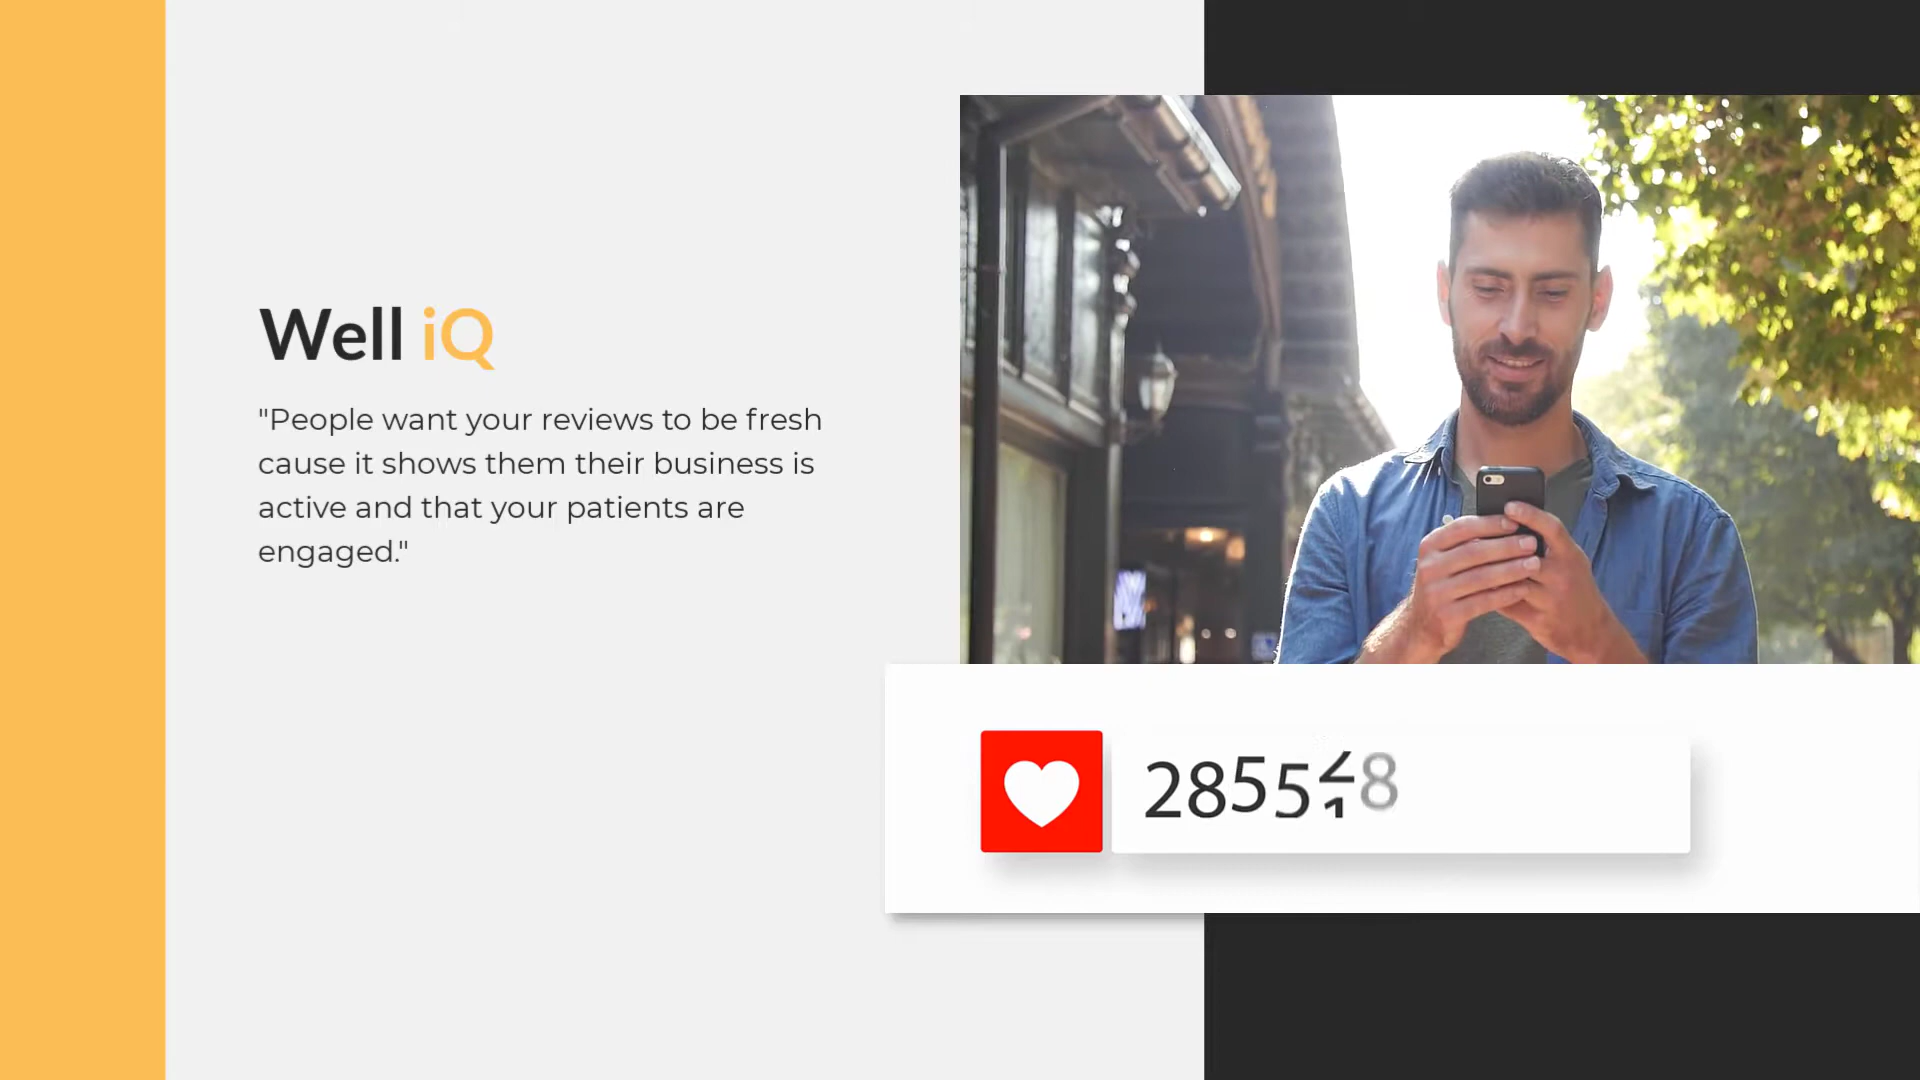 Well iQ
"People want your reviews to be fresh
cause it shows them their business is
active and that your patients are
engaged."
2855